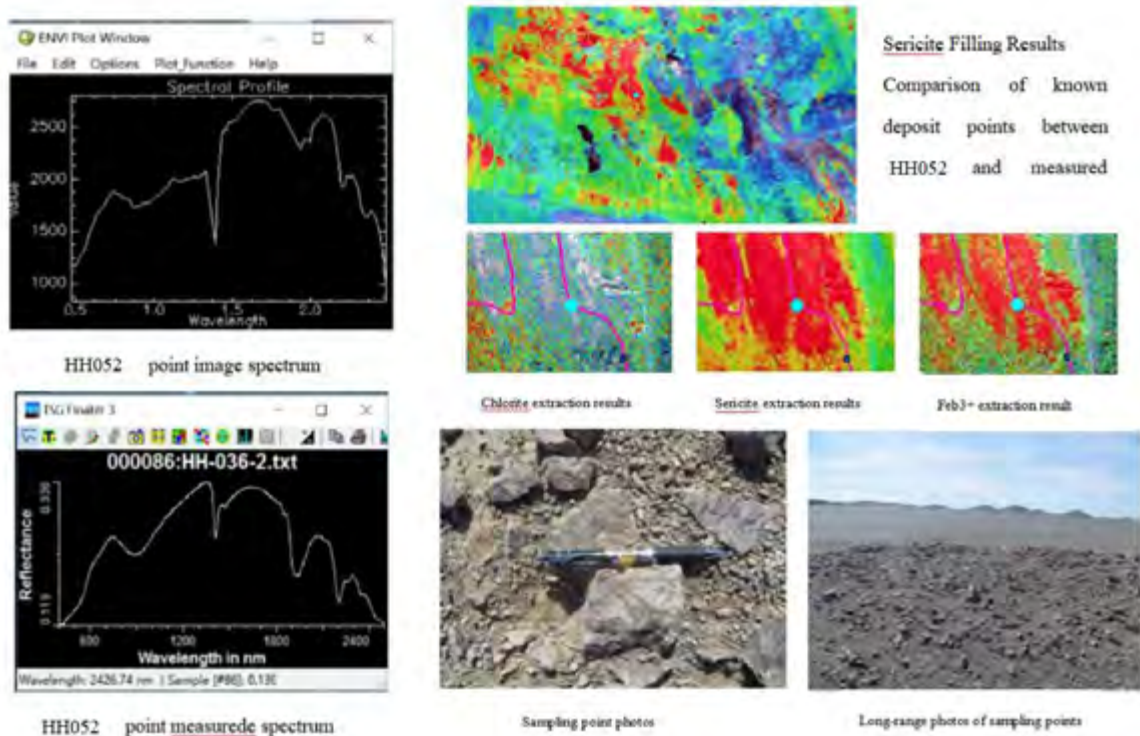 ENVI Plot Window
File Edit Options Plot_Function Help
Spectral Profile
2500
2000
1500
1000
0.5 1.0 1.5 2.0
Wavelength
HH052 point image spectrum
TSG Finaler 3
000086:HH-036-2.txt
Reflectance
0.336
0.119
800 1200 1800 2400
Wavelength in nm
Wavelength: 2426.74 nm | Sample [#86]: 0.130
HH052 point measurede spectrum
Sericite Filling Results
Comparison of known
deposit points between
HH052 and measured
Chlorite extraction results
Sericite extraction results
Feb3+ extraction result
Sampling point photos
Long-range photos of sampling points